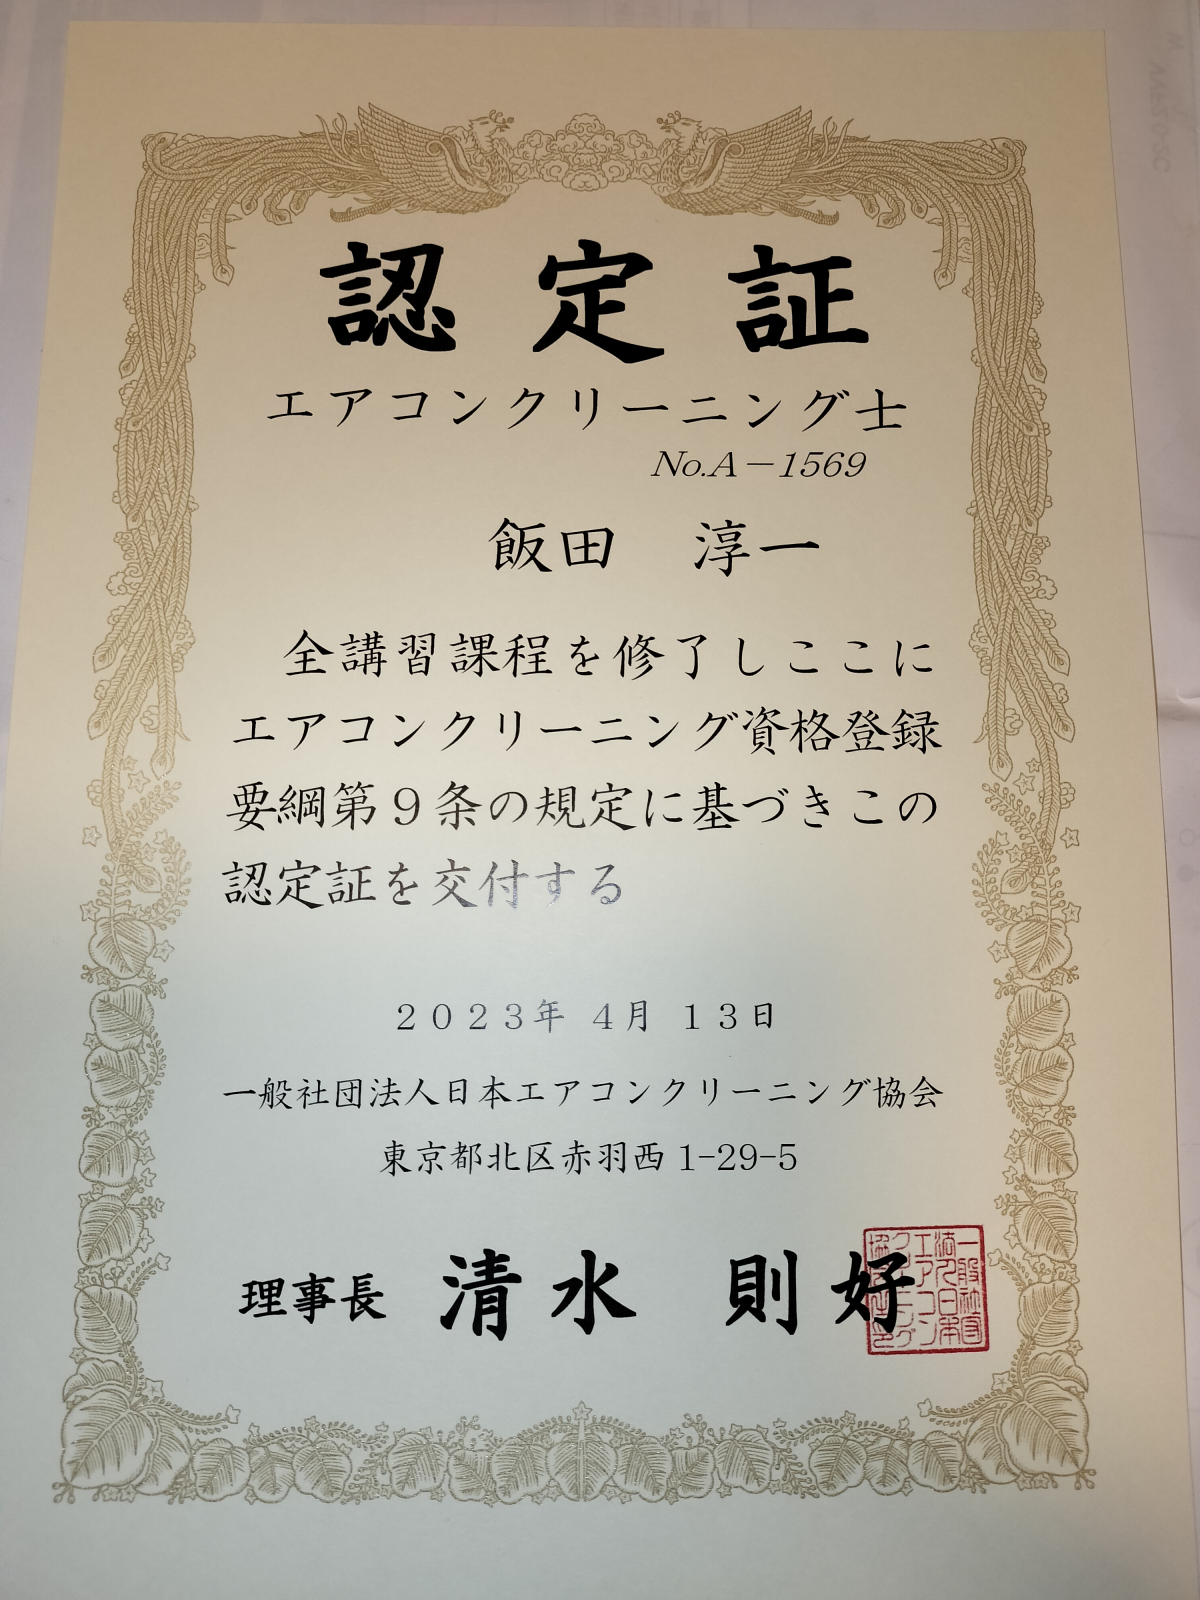 認定証
エアコンクリーニング士
No.A－1569
飯田　淳一
全講習課程を修了しここに
エアコンクリーニング資格登録
要綱第９条の規定に基づきこの
認定証を交付する
２０２３年 ４月 １３日
一般社団法人日本エアコンクリーニング協会
東京都北区赤羽西 1-29-5
理事長 清水 則好